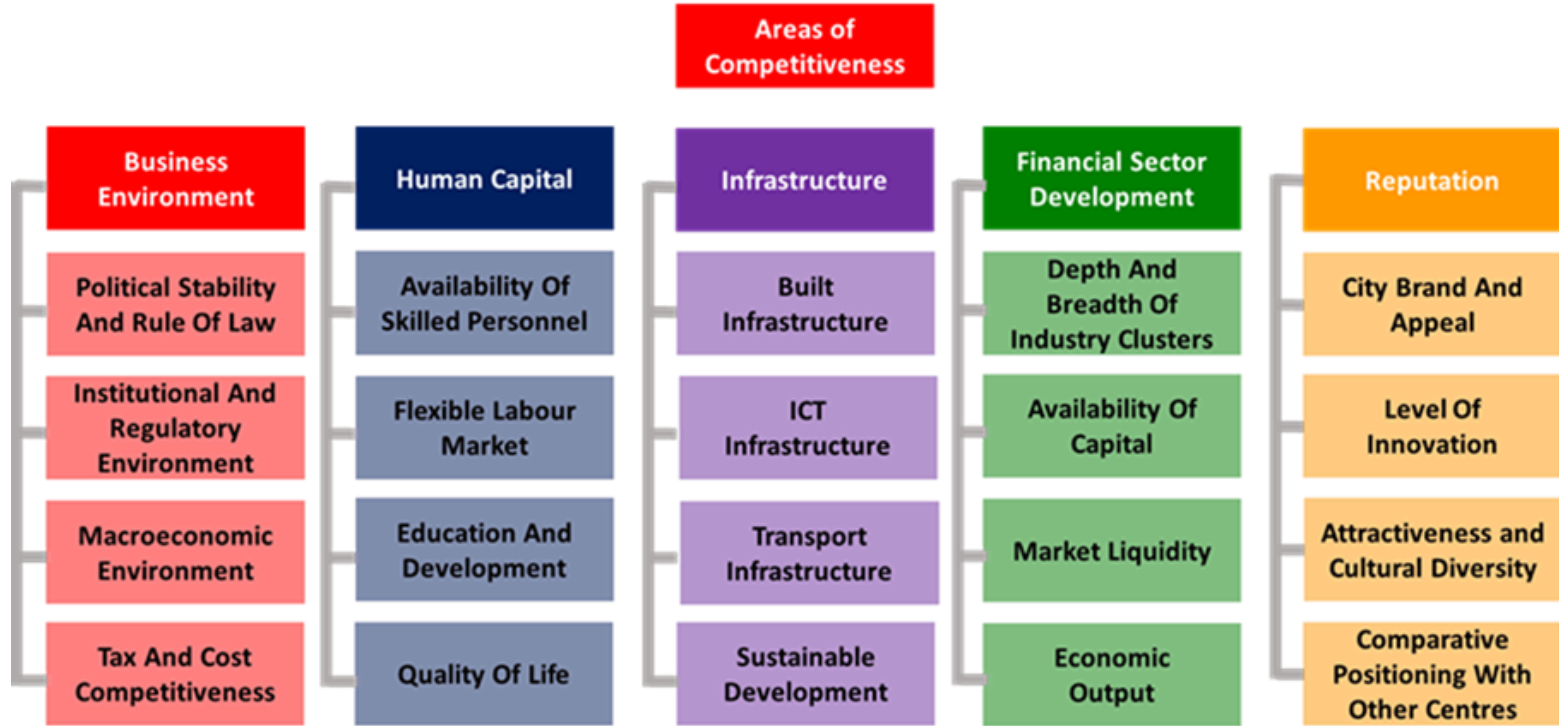 Areas of
Competitiveness
Business
Environment
Political Stability
And Rule Of Law
Institutional And
Regulatory
Environment
Macroeconomic
Environment
Tax And Cost
Competitiveness
Human Capital
Availability Of
Skilled Personnel
Flexible Labour
Market
Education And
Development
Quality Of Life
Infrastructure
Built
Infrastructure
ICT
Infrastructure
Transport
Infrastructure
Sustainable
Development
Financial Sector
Development
Depth And
Breadth Of
Industry Clusters
Availability Of
Capital
Market Liquidity
Economic
Output
Reputation
City Brand And
Appeal
Level Of
Innovation
Attractiveness and
Cultural Diversity
Comparative
Positioning With
Other Centres